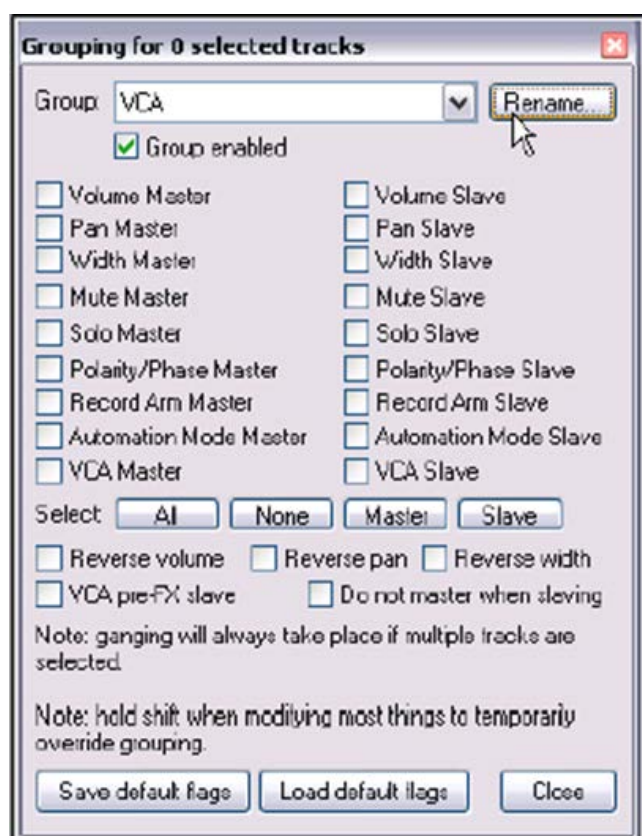 Grouping for 0 selected tracks
Group: VCA Rename...
Group enabled
Volume Master Volume Slave
Pan Master Pan Slave
Width Master Width Slave
Mute Master Mute Slave
Solo Master Solo Slave
Polarity/Phase Master Polarity/Phase Slave
Record Arm Master Record Arm Slave
Automation Mode Master Automation Mode Slave
VCA Master VCA Slave
Select All None Master Slave
Reverse volume Reverse pan Reverse width
VCA pre-FX slave Do not master when slaving
Note: ganging will always take place if multiple tracks are
selected.
Note: hold shift when modifying most things to temporarily
override grouping.
Save default flags Load default flags Close